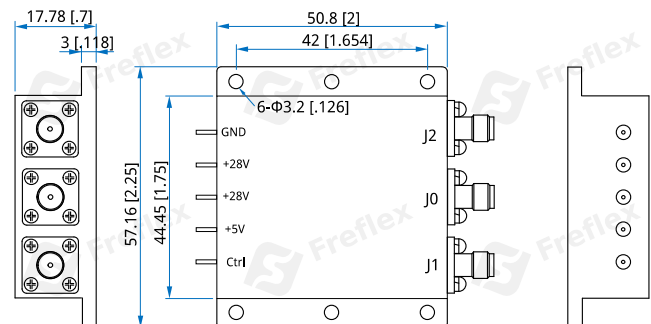 17.78 [.7]
3 [.118]
50.8 [2]
42 [1.654]
6-Φ3.2 [.126]
57.16 [2.25]
44.45 [1.75]
GND
+28V
+28V
+5V
Ctrl
J2
J0
J1
Freflex
Freflex
Freflex
Freflex
Freflex
Freflex